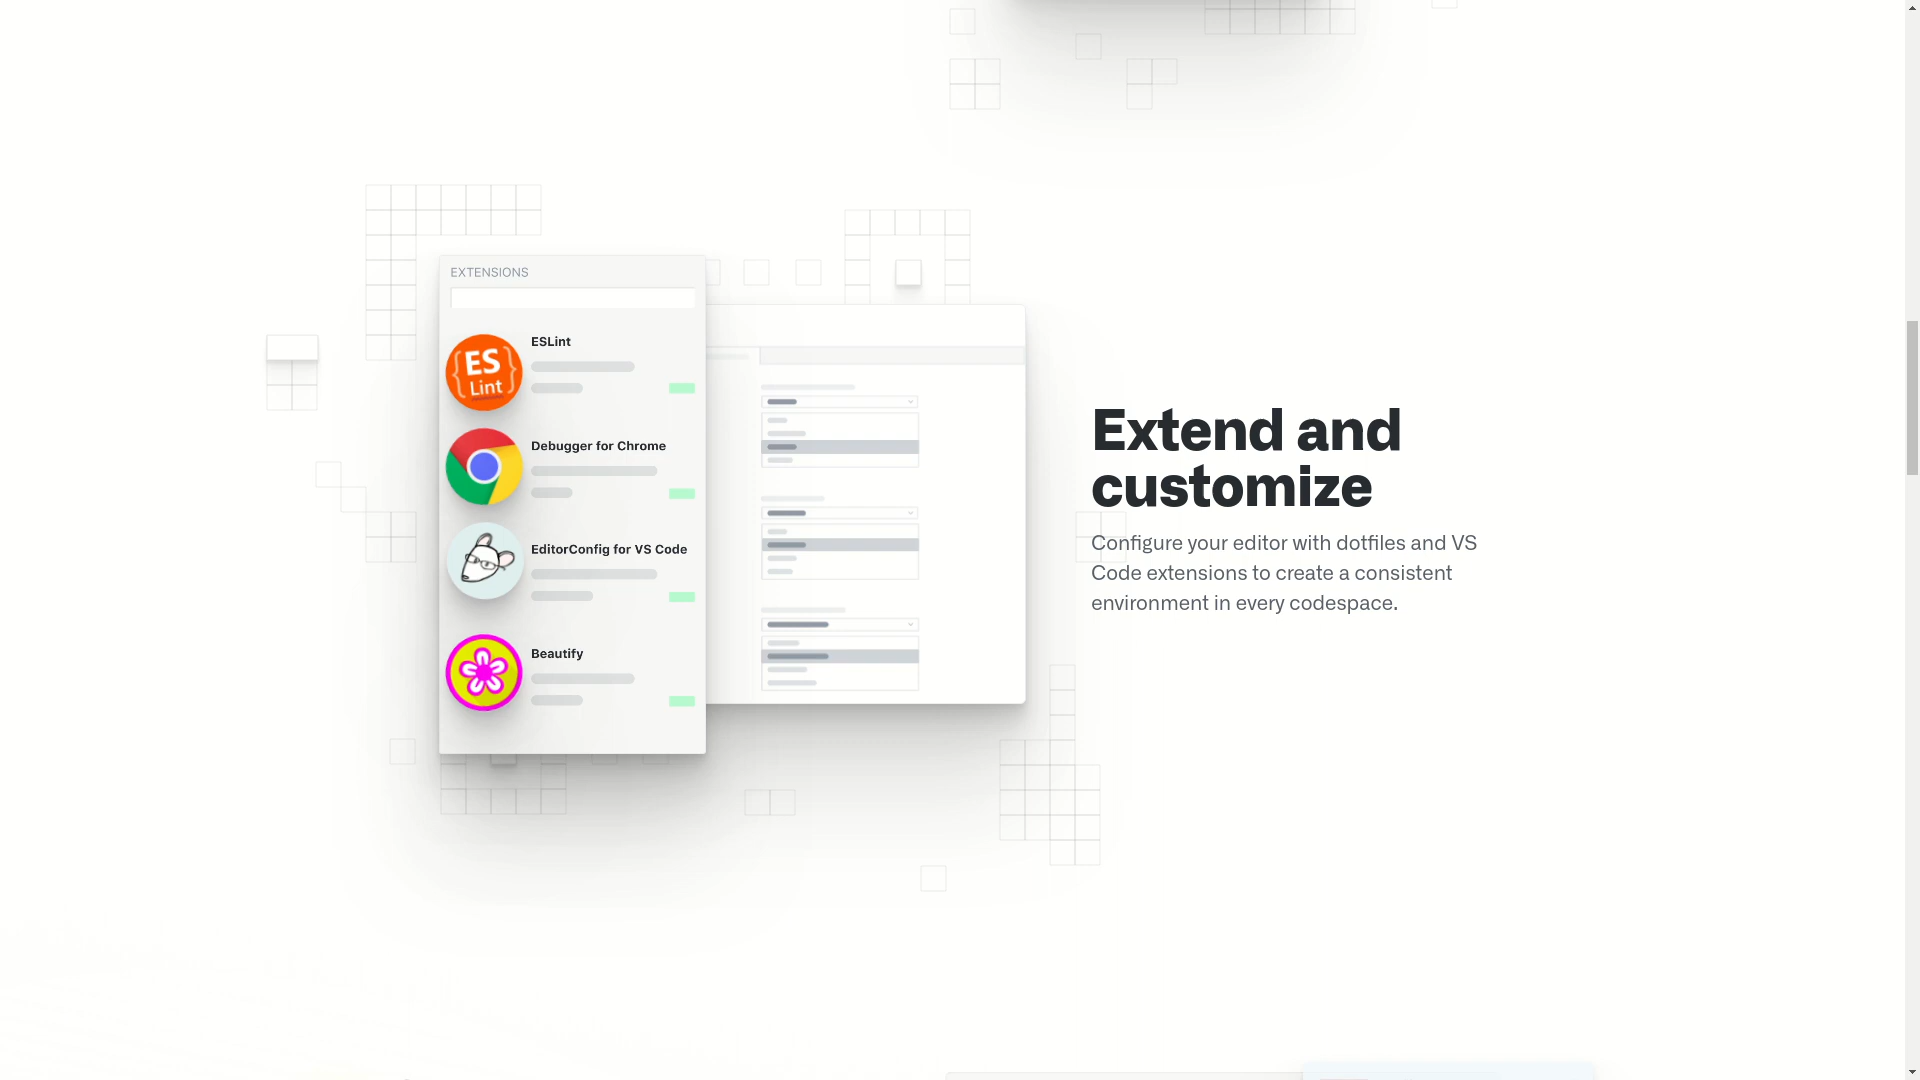 EXTENSIONS
ESLint
ES
Lint
Debugger for Chrome
EditorConfig for VS Code
Beautify
Extend and
customize
Configure your editor with dotfiles and VS
Code extensions to create a consistent
environment in every codespace.